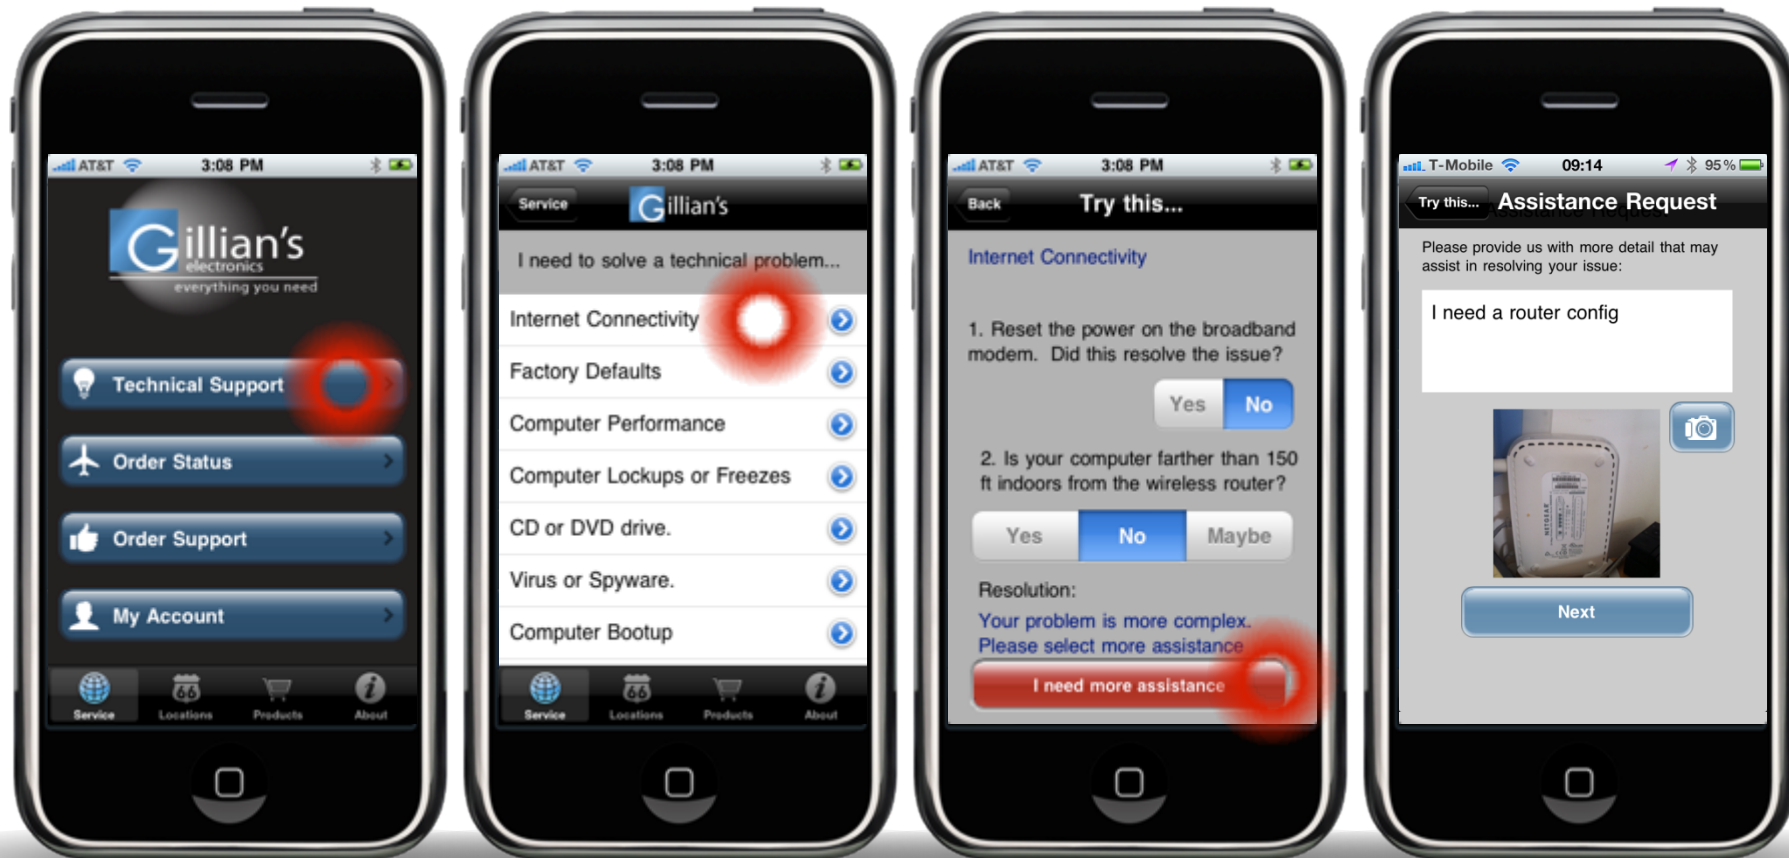 AT&T 3:08 PM
Gillian's
electronics
everything you need
Technical Support
Order Status
Order Support
My Account
Service Locations Products About
66
AT&T 3:08 PM
Service Gillian's
I need to solve a technical problem...
Internet Connectivity
Factory Defaults
Computer Performance
Computer Lockups or Freezes
CD or DVD drive.
Virus or Spyware.
Computer Bootup
66
Service Locations Products About
AT&T 3:08 PM
Back Try this...
Internet Connectivity
1. Reset the power on the broadband
modem. Did this resolve the issue?
Yes No
2. Is your computer farther than 150
ft indoors from the wireless router?
Yes No Maybe
Resolution:
Your problem is more complex.
Please select more assistance
I need more assistance
T-Mobile 09:14 95%
Try this... Assistance Request
Please provide us with more detail that may
assist in resolving your issue:
I need a router config
NETGEAR
Next